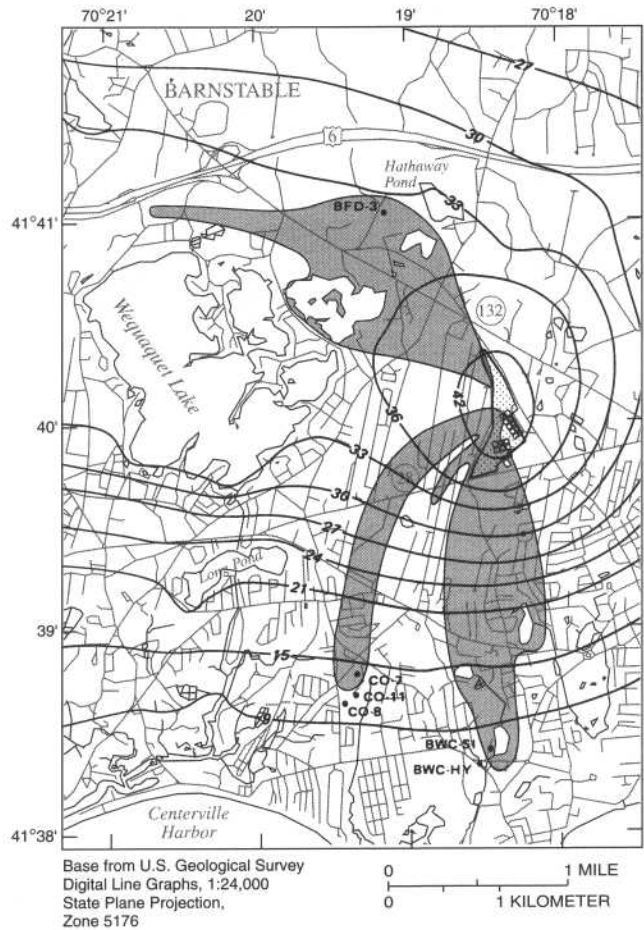 70°21' 20' 19' 70°18'
27
BARNSTABLE
30
6
Hathaway
Pond
33
41°41'
BFD-3
132
Wequaquet Lake
42
36
40'
33
30
27
24
Long Pond
21
39'
15
CO-7
CO-11
CO-8
9
BWC-S1
BWC-HY
Centerville
Harbor
41°38'
Base from U.S. Geological Survey
Digital Line Graphs, 1:24,000
State Plane Projection,
Zone 5176
0 1 MILE
0 1 KILOMETER